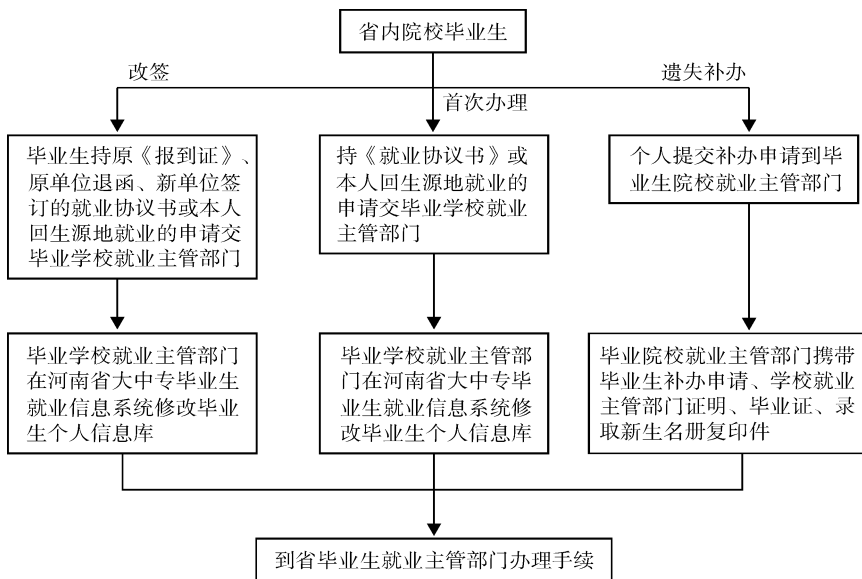 省内院校毕业生
改签
首次办理
遗失补办
毕业生持原《报到证》、
原单位退函、新单位签
订的就业协议书或本人
回生源地就业的申请交
毕业学校就业主管部门
持《就业协议书》或
本人回生源地就业的
申请交毕业学校就业
主管部门
个人提交补办申请到毕
业生院校就业主管部门
毕业学校就业主管部门
在河南省大中专毕业生
就业信息系统修改毕业
生个人信息库
毕业学校就业主管部
门在河南省大中专毕
业生就业信息系统修
改毕业生个人信息库
毕业院校就业主管部门携带
毕业生补办申请、学校就业
主管部门证明、毕业证、录
取新生名册复印件
到省毕业生就业主管部门办理手续